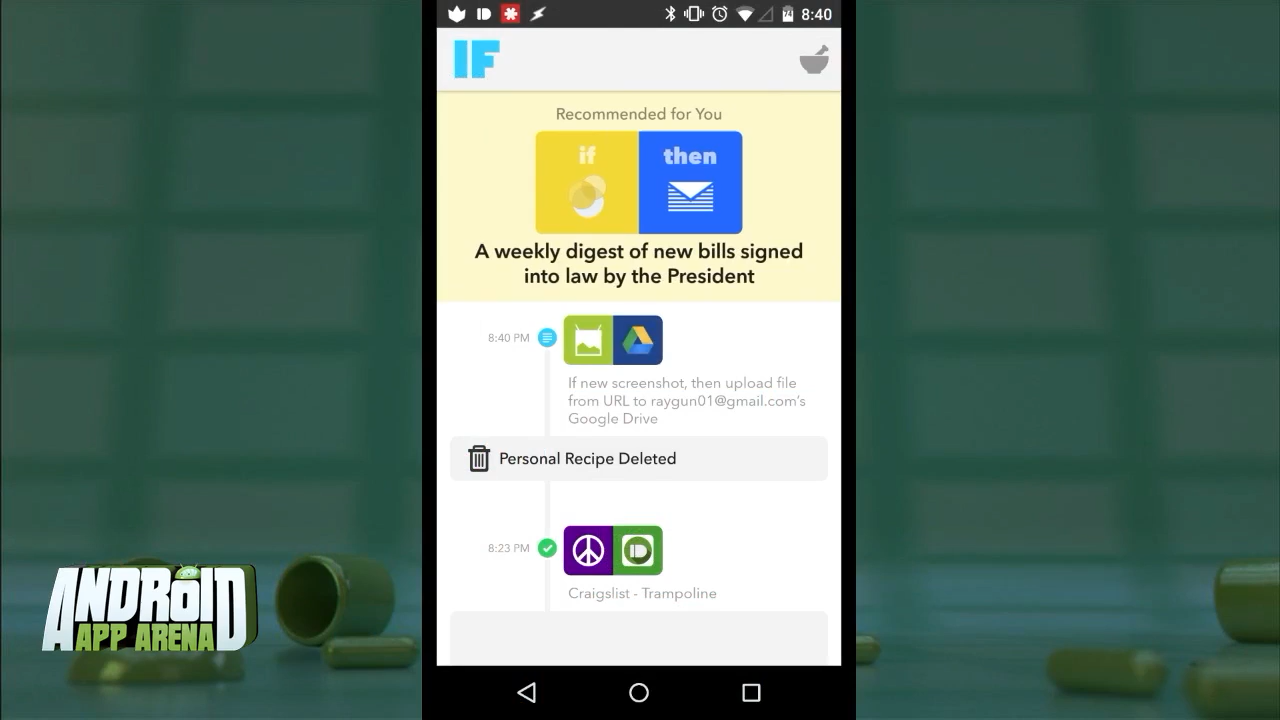 74
8:40
IF
Recommended for You
if
then
A weekly digest of new bills signed
into law by the President
8:40 PM
If new screenshot, then upload file
from URL to raygun01@gmail.com's
Google Drive
Personal Recipe Deleted
8:23 PM
Craigslist - Trampoline
ANDROID
APP ARENA